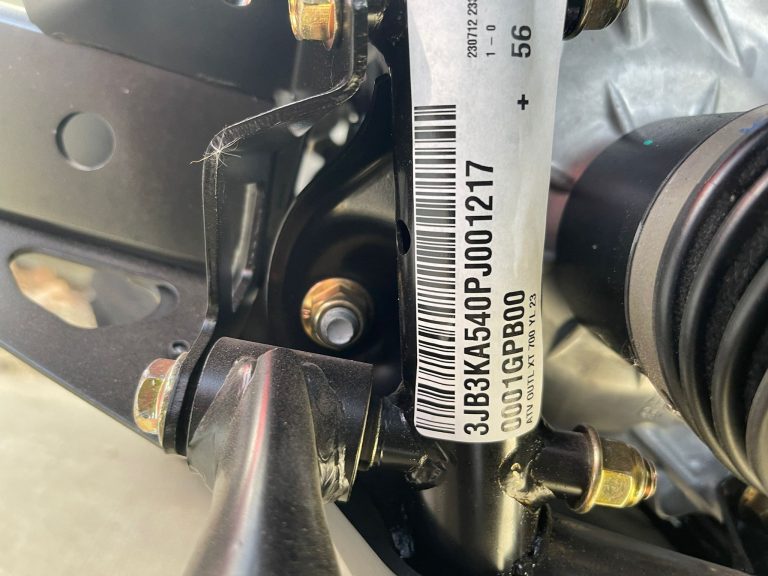 230712 23
1 - 0
+ 56
3JB3KA540PJ001217
0001GPB00
ATV OUTL XT 700 YL 23